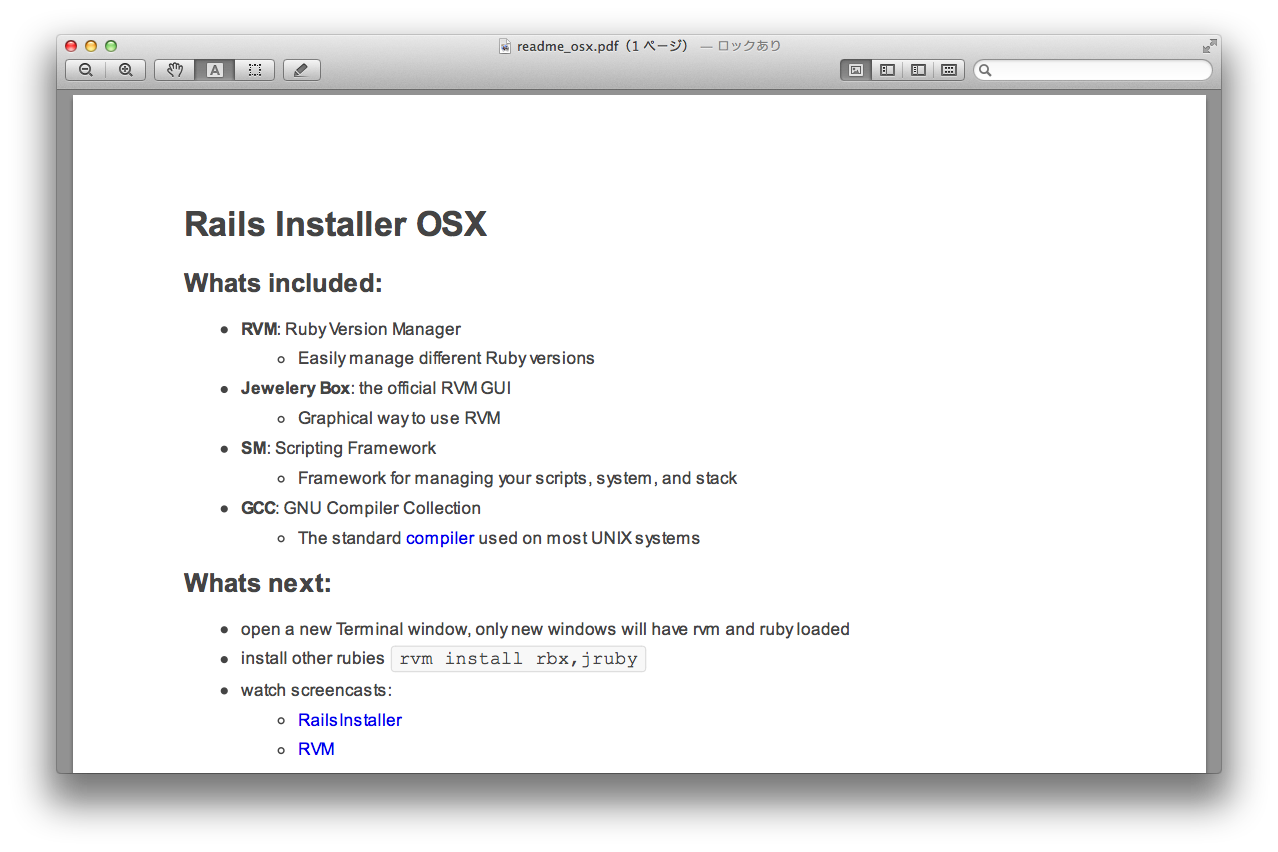 readme_osx.pdf（1 ページ） — ロックあり
A
Rails Installer OSX
Whats included:
RVM: Ruby Version Manager
Easily manage different Ruby versions
Jewelery Box: the official RVM GUI
Graphical way to use RVM
SM: Scripting Framework
Framework for managing your scripts, system, and stack
GCC: GNU Compiler Collection
The standard compiler used on most UNIX systems
Whats next:
open a new Terminal window, only new windows will have rvm and ruby loaded
install other rubies rvm install rbx,jruby
watch screencasts:
RailsInstaller
RVM